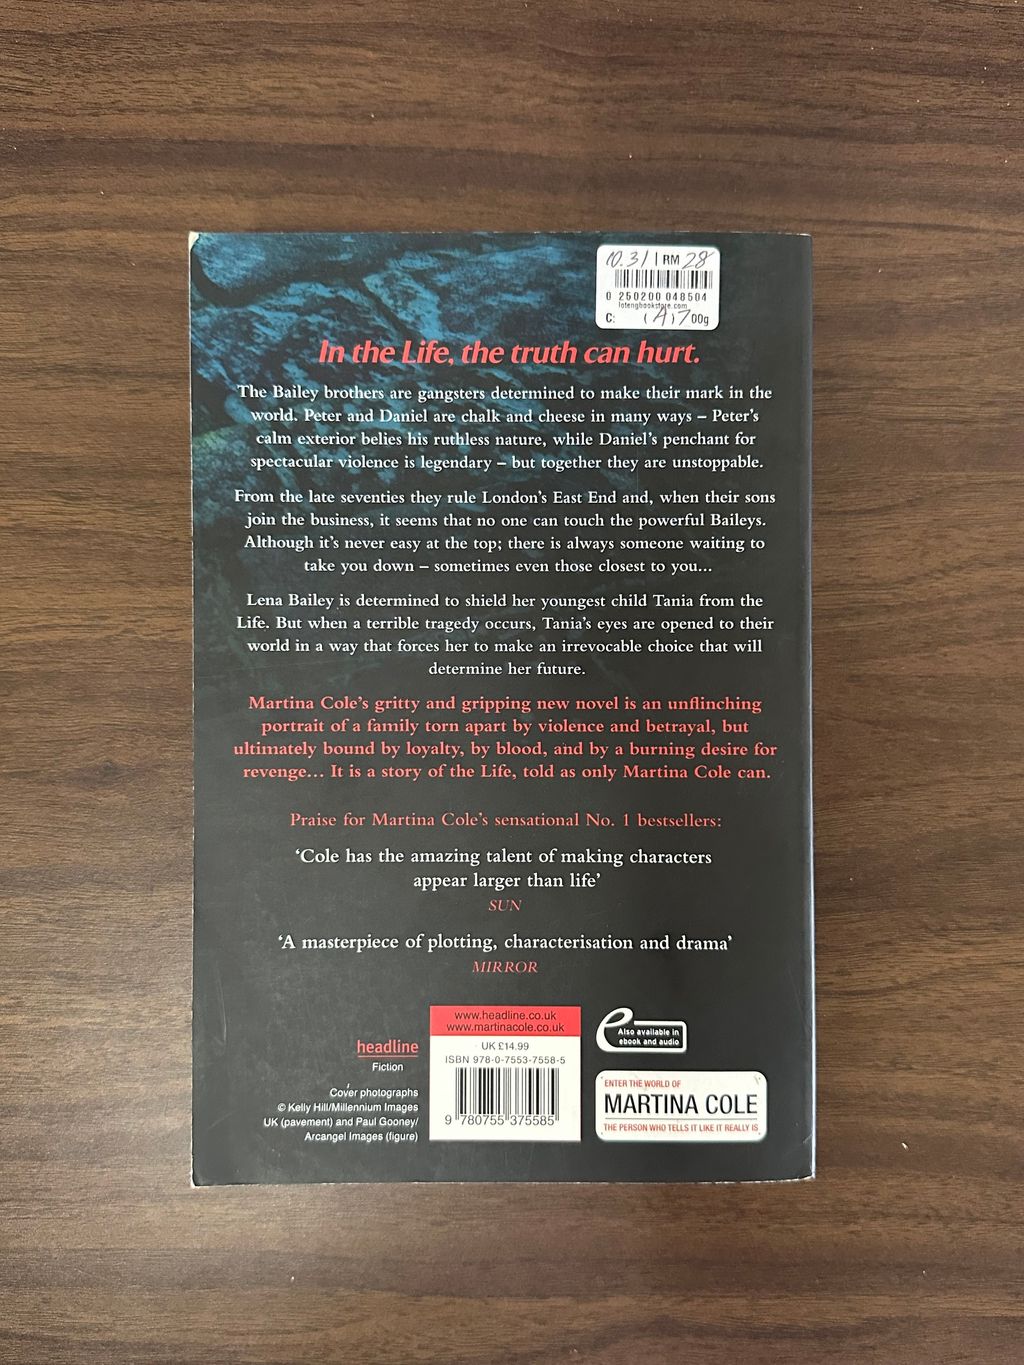 10.31 | RM 28
0 250200 048504
lotengbookstore.com
C: (A) 700g
In the Life, the truth can hurt.
The Bailey brothers are gangsters determined to make their mark in the
world. Peter and Daniel are chalk and cheese in many ways – Peter's
calm exterior belies his ruthless nature, while Daniel's penchant for
spectacular violence is legendary – but together they are unstoppable.
From the late seventies they rule London's East End and, when their sons
join the business, it seems that no one can touch the powerful Baileys.
Although it's never easy at the top; there is always someone waiting to
take you down – sometimes even those closest to you...
Lena Bailey is determined to shield her youngest child Tania from the
Life. But when a terrible tragedy occurs, Tania's eyes are opened to their
world in a way that forces her to make an irrevocable choice that will
determine her future.
Martina Cole's gritty and gripping new novel is an unflinching
portrait of a family torn apart by violence and betrayal, but
ultimately bound by loyalty, by blood, and by a burning desire for
revenge... It is a story of the Life, told as only Martina Cole can.
Praise for Martina Cole's sensational No. 1 bestsellers:
‘Cole has the amazing talent of making characters
appear larger than life’
SUN
‘A masterpiece of plotting, characterisation and drama’
MIRROR
headline
Fiction
Cover photographs
© Kelly Hill/Millennium Images
UK (pavement) and Paul Gooney/
Arcangel Images (figure)
www.headline.co.uk
www.martinacole.co.uk
UK £14.99
ISBN 978-0-7553-7558-5
9 780755 375585
e
Also available in
ebook and audio
ENTER THE WORLD OF
MARTINA COLE
THE PERSON WHO TELLS IT LIKE IT REALLY IS